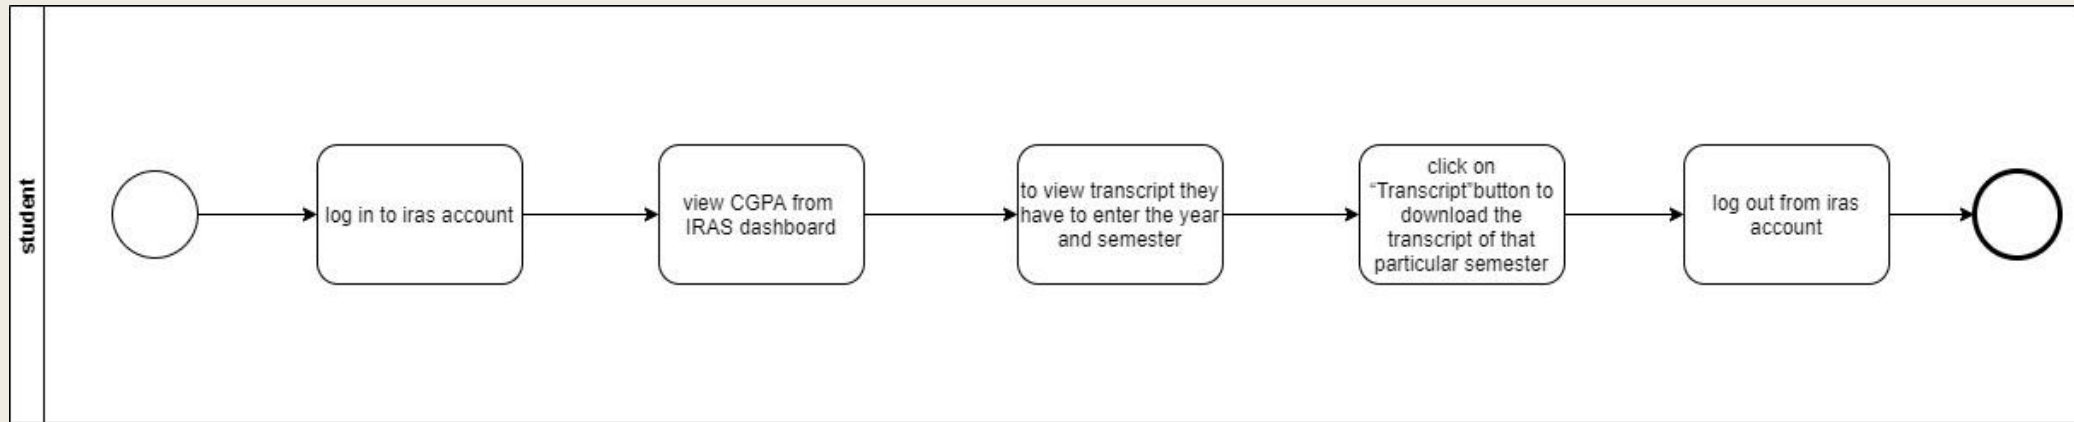 student
log in to iras account
view CGPA from
IRAS dashboard
to view transcript they
have to enter the year
and semester
click on
“Transcript”button to
download the
transcript of that
particular semester
log out from iras
account